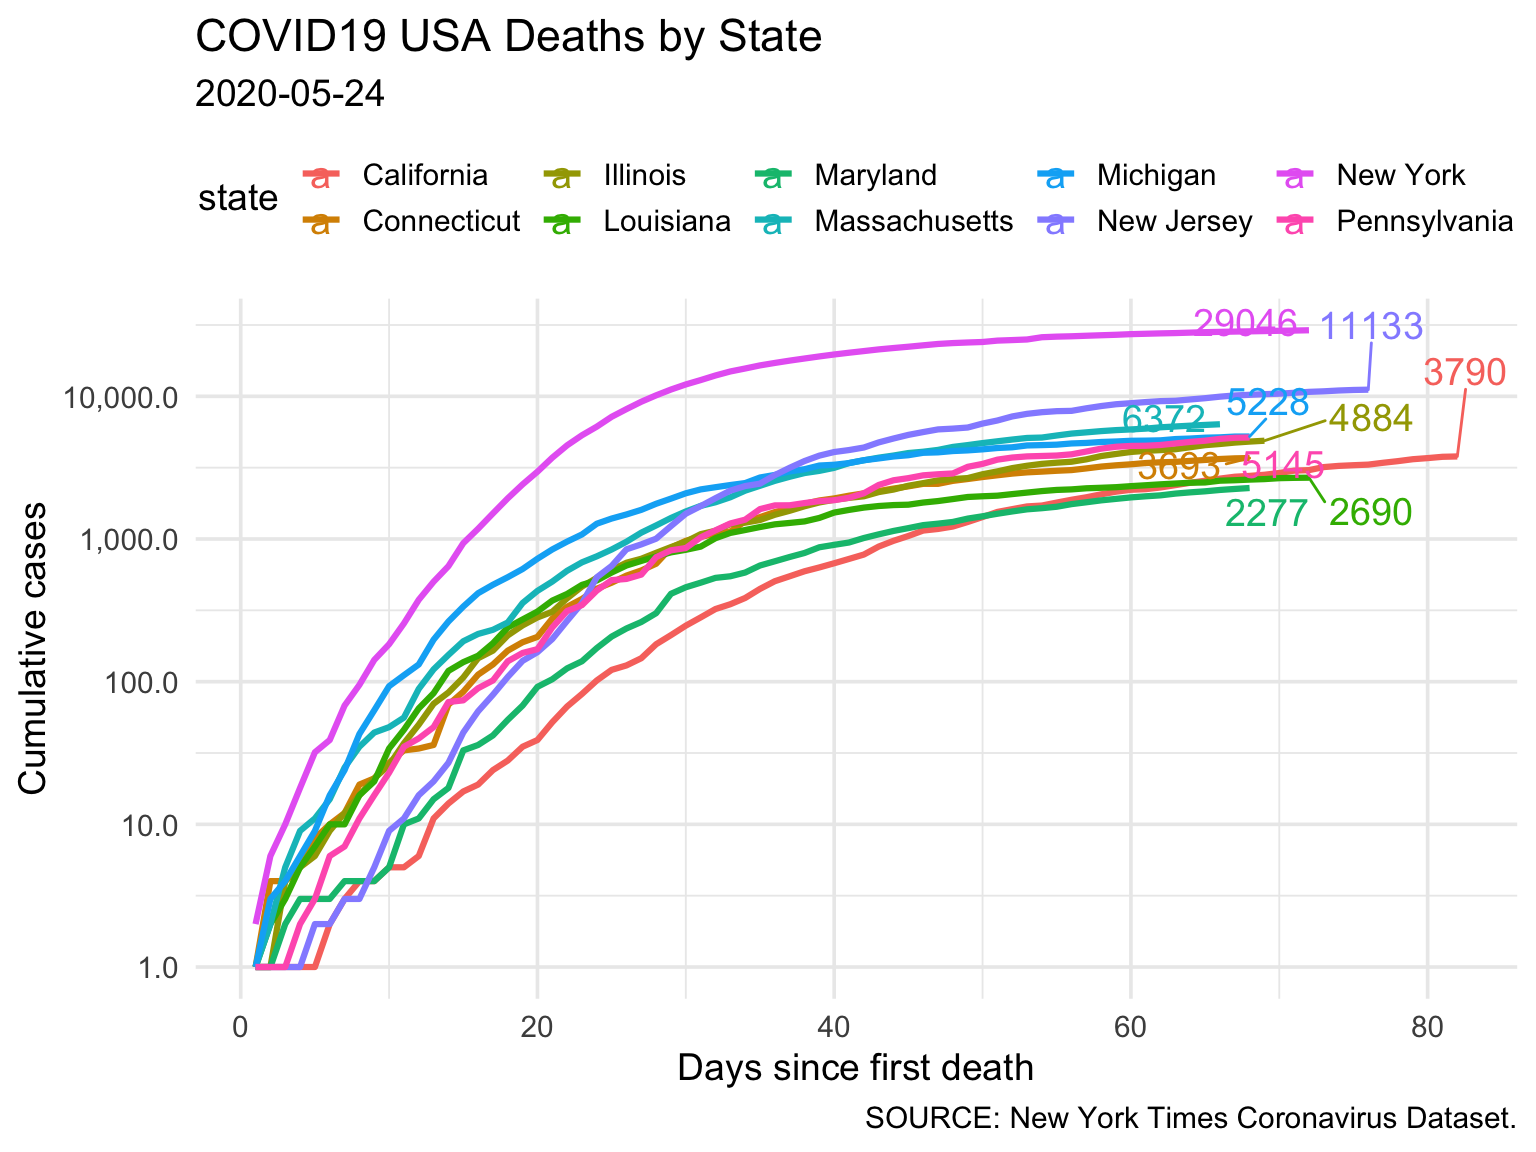 COVID19 USA Deaths by State
2020-05-24
state
a California a Illinois a Maryland a Michigan a New York
a Connecticut a Louisiana a Massachusetts a New Jersey a Pennsylvania
29046 11133
3790
10,000.0
5228
6372 4884
3693 5145
2277 2690
1,000.0
100.0
10.0
1.0
Cumulative cases
0 20 40 60 80
Days since first death
SOURCE: New York Times Coronavirus Dataset.